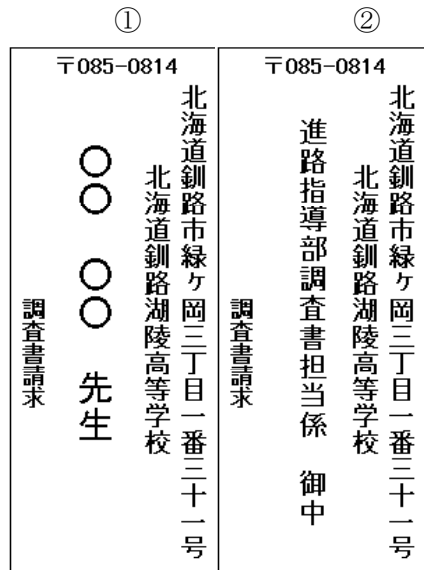 ①
〒085-0814
北海道釧路市緑ヶ岡三丁目一番三十一号
北海道釧路湖陵高等学校
○○ ○○ 先生
調査書請求
②
〒085-0814
北海道釧路市緑ヶ岡三丁目一番三十一号
北海道釧路湖陵高等学校
進路指導部調査書担当係 御中
調査書請求